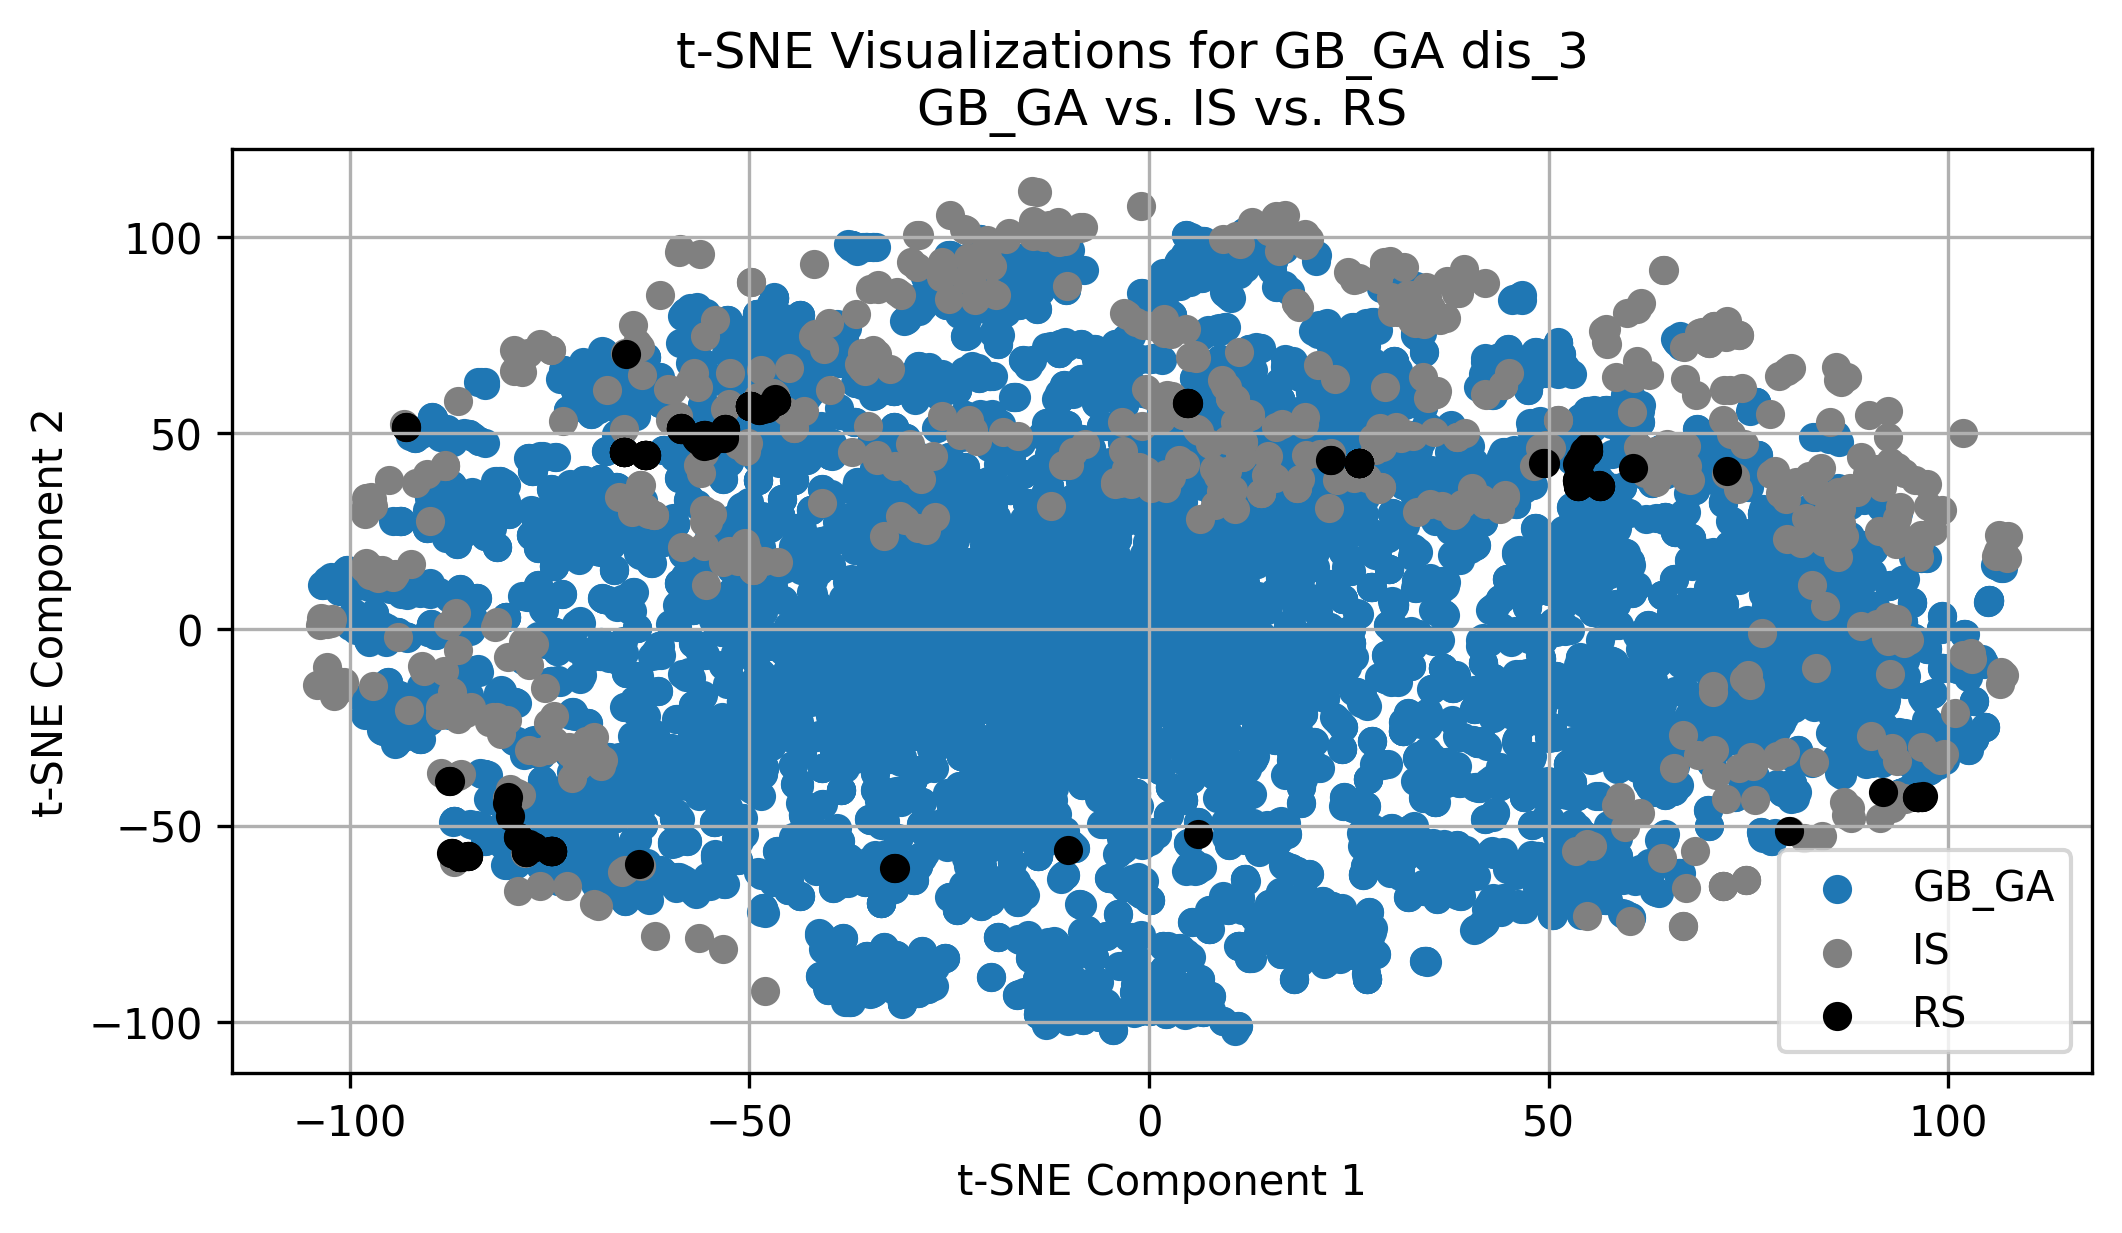 t-SNE Visualizations for GB_GA dis_3
GB_GA vs. IS vs. RS
t-SNE Component 2
100
50
0
−50
−100
−100
−50
0
50
100
t-SNE Component 1
GB_GA
IS
RS